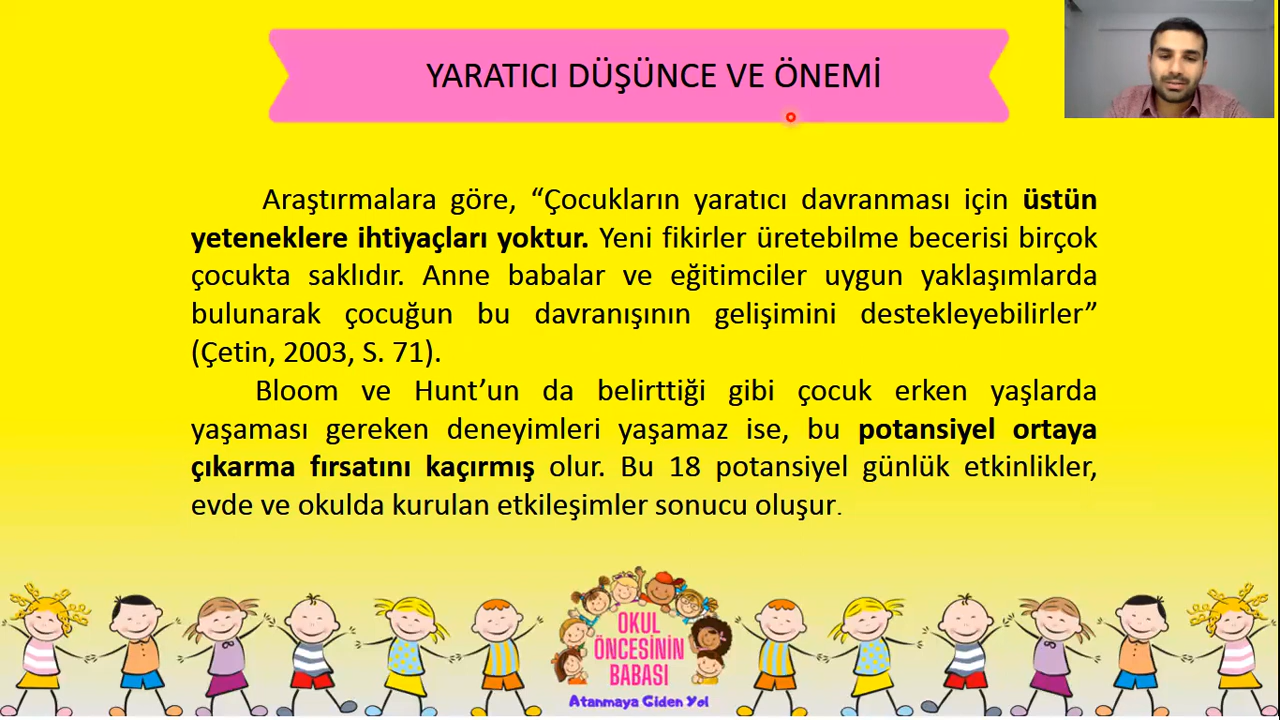 YARATICI DÜŞÜNCE VE ÖNEMİ
Araştırmalara göre, “Çocukların yaratıcı davranması için üstün
yeteneklere ihtiyaçları yoktur. Yeni fikirler üretebilme becerisi birçok
çocukta saklıdır. Anne babalar ve eğitimciler uygun yaklaşımlarda
bulunarak çocuğun bu davranışının gelişimini destekleyebilirler”
(Çetin, 2003, S. 71).
Bloom ve Hunt’un da belirttiği gibi çocuk erken yaşlarda
yaşaması gereken deneyimleri yaşamaz ise, bu potansiyel ortaya
çıkarma fırsatını kaçırmış olur. Bu 18 potansiyel günlük etkinlikler,
evde ve okulda kurulan etkileşimler sonucu oluşur.
OKUL
ÖNCESİNİN
BABASI
Atanmaya Giden Yol